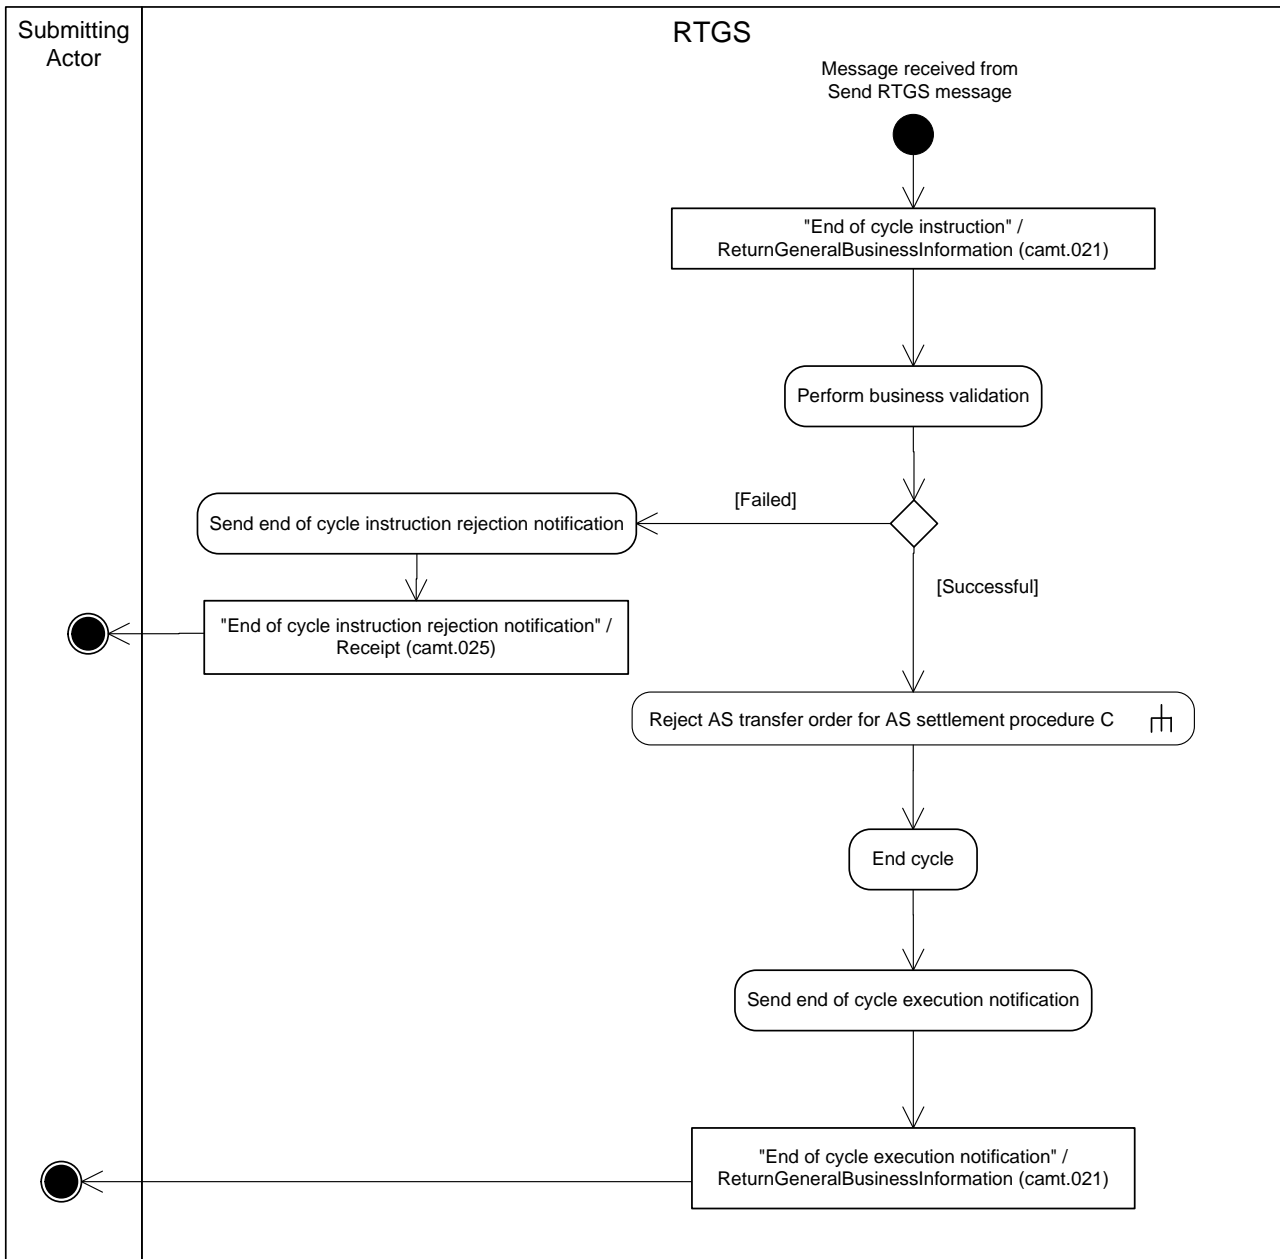 Submitting
Actor
RTGS
Message received from
Send RTGS message
"End of cycle instruction" /
ReturnGeneralBusinessInformation (camt.021)
Perform business validation
[Failed]
Send end of cycle instruction rejection notification
[Successful]
"End of cycle instruction rejection notification" /
Receipt (camt.025)
Reject AS transfer order for AS settlement procedure C
End cycle
Send end of cycle execution notification
"End of cycle execution notification" /
ReturnGeneralBusinessInformation (camt.021)